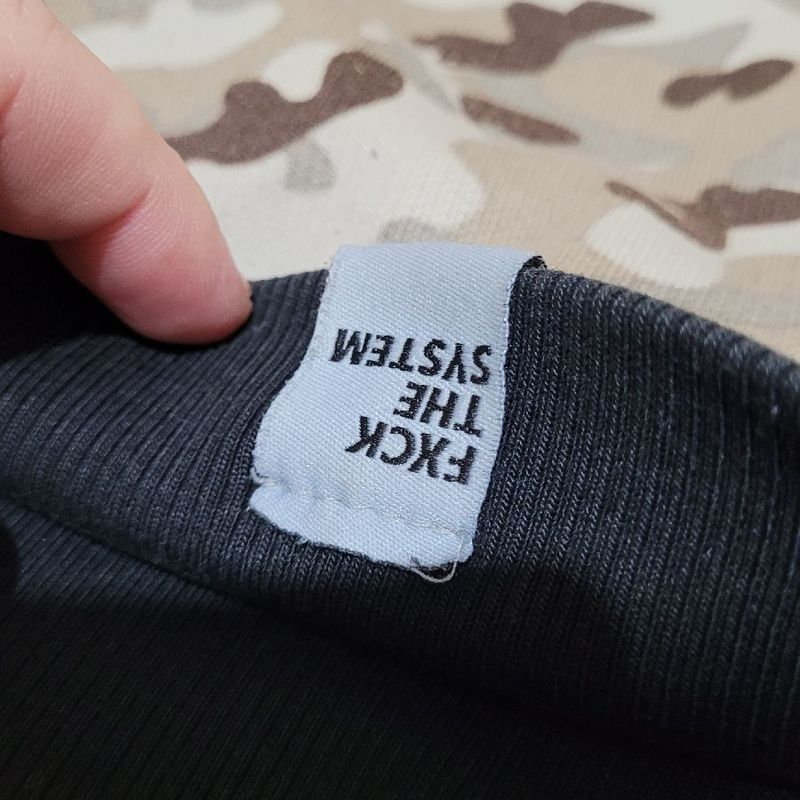 FXCK
THE
SYSTEM